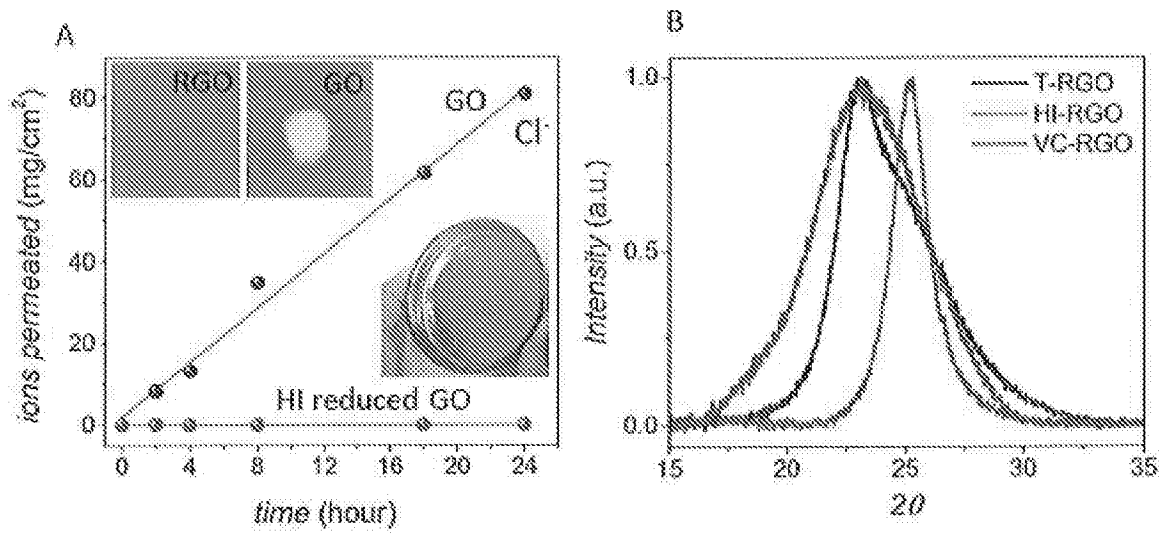 A
RGO
GO
GO
Cl-
HI reduced GO
80
60
40
20
0
ions permeated (mg/cm²)
0 4 8 12 16 20 24
time (hour)
B
T-RGO
HI-RGO
VC-RGO
1.0
0.5
0.0
Intensity (a.u.)
15 20 25 30 35
2θ